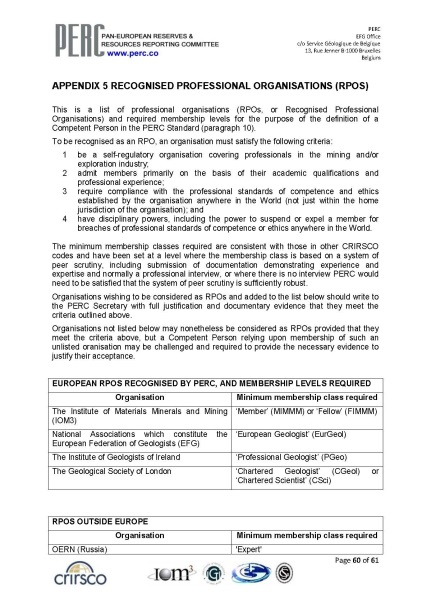 PERC
PAN-EUROPEAN RESERVES &
RESOURCES REPORTING COMMITTEE
www.perc.co
PERC
EFG Office
c/o Service Géologique de Belgique
13, Rue Jenner B-1000 Bruxelles
Belgium
APPENDIX 5 RECOGNISED PROFESSIONAL ORGANISATIONS (RPOS)
This is a list of professional organisations (RPOs, or Recognised Professional
Organisations) and required membership levels for the purpose of the definition of a
Competent Person in the PERC Standard (paragraph 10).
To be recognised as an RPO, an organisation must satisfy the following criteria:
1 be a self-regulatory organisation covering professionals in the mining and/or
exploration industry;
2 admit members primarily on the basis of their academic qualifications and
professional experience;
3 require compliance with the professional standards of competence and ethics
established by the organisation anywhere in the World (not just within the home
jurisdiction of the organisation); and
4 have disciplinary powers, including the power to suspend or expel a member for
breaches of professional standards of competence or ethics anywhere in the World.
The minimum membership classes required are consistent with those in other CRIRSCO
codes and have been set at a level where the membership class is based on a system of
peer scrutiny, including submission of documentation demonstrating experience and
expertise and normally a professional interview, or where there is no interview PERC would
need to be satisfied that the system of peer scrutiny is sufficiently robust.
Organisations wishing to be considered as RPOs and added to the list below should write to
the PERC Secretary with full justification and documentary evidence that they meet the
criteria outlined above.
Organisations not listed below may nonetheless be considered as RPOs provided that they
meet the criteria above, but a Competent Person relying upon membership of such an
unlisted oranisation may be challenged and required to provide the necessary evidence to
justify their acceptance.
EUROPEAN RPOS RECOGNISED BY PERC, AND MEMBERSHIP LEVELS REQUIRED
Organisation Minimum membership class required
The Institute of Materials Minerals and Mining 'Member' (MIMMM) or 'Fellow' (FIMMM)
(IOM3)
National Associations which constitute the 'European Geologist' (EurGeol)
European Federation of Geologists (EFG)
The Institute of Geologists of Ireland 'Professional Geologist' (PGeo)
The Geological Society of London 'Chartered Geologist' (CGeol) or
'Chartered Scientist' (CSci)
RPOS OUTSIDE EUROPE
Organisation Minimum membership class required
OERN (Russia) 'Expert'
Page 60 of 61
crirsco
IOM3